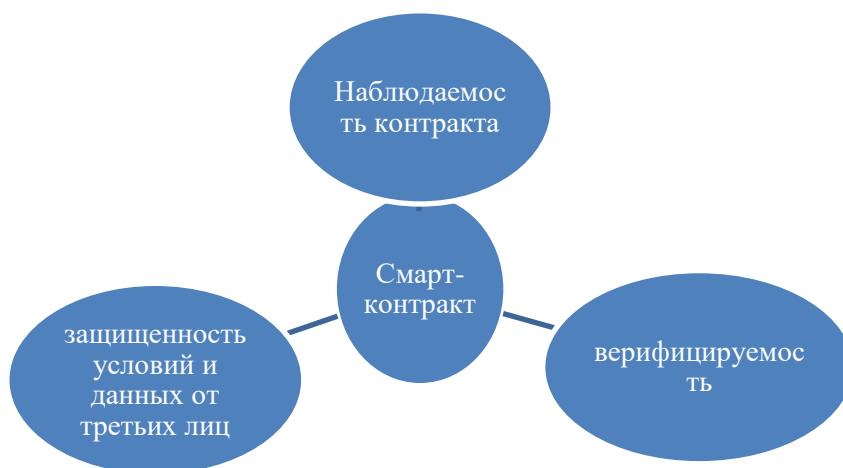 Наблюдаемос
ть контракта
Смарт-
контракт
защищенность
условий и
данных от
третьих лиц
верифицируемос
ть